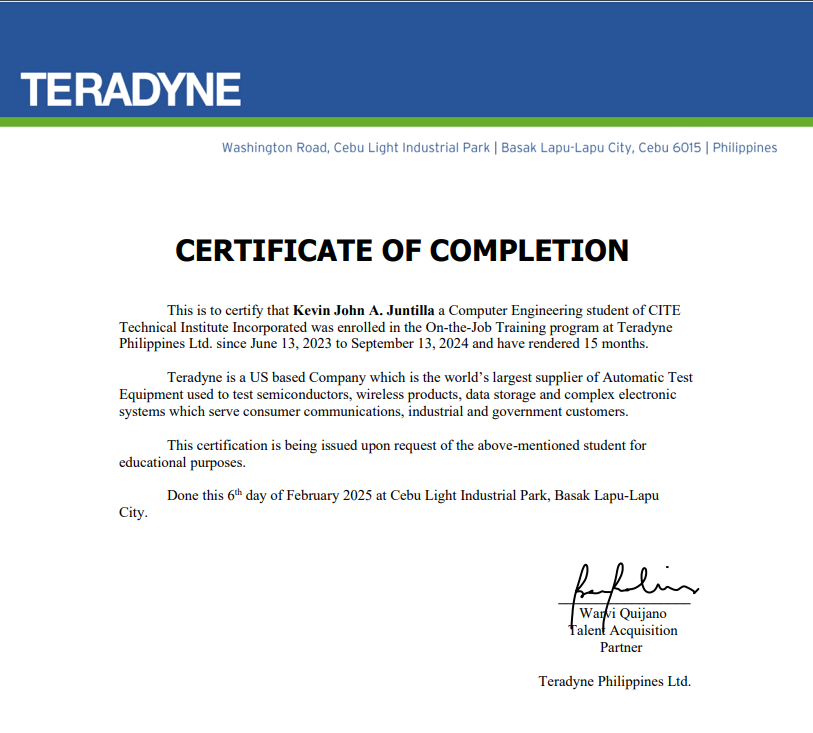 TERADYNE
Washington Road, Cebu Light Industrial Park | Basak Lapu-Lapu City, Cebu 6015 | Philippines
CERTIFICATE OF COMPLETION
This is to certify that Kevin John A. Juntilla a Computer Engineering student of CITE
Technical Institute Incorporated was enrolled in the On-the-Job Training program at Teradyne
Philippines Ltd. since June 13, 2023 to September 13, 2024 and have rendered 15 months.
Teradyne is a US based Company which is the world's largest supplier of Automatic Test
Equipment used to test semiconductors, wireless products, data storage and complex electronic
systems which serve consumer communications, industrial and government customers.
This certification is being issued upon request of the above-mentioned student for
educational purposes.
Done this 6th day of February 2025 at Cebu Light Industrial Park, Basak Lapu-Lapu
City.
Warvi Quijano
Talent Acquisition
Partner
Teradyne Philippines Ltd.